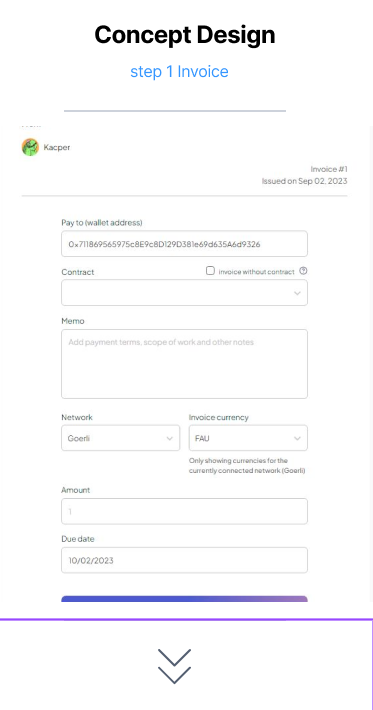 Concept Design
step 1 Invoice
Kacper
Invoice #1
Issued on Sep 02, 2023
Pay to (wallet address)
0x711869565975c8E9c8D129D381e69d635A6d9326
Contract
invoice without contract
Memo
Add payment terms, scope of work and other notes
Network
Invoice currency
Goerli
FAU
Only showing currencies for the
currently connected network (Goerli)
Amount
1
Due date
10/02/2023